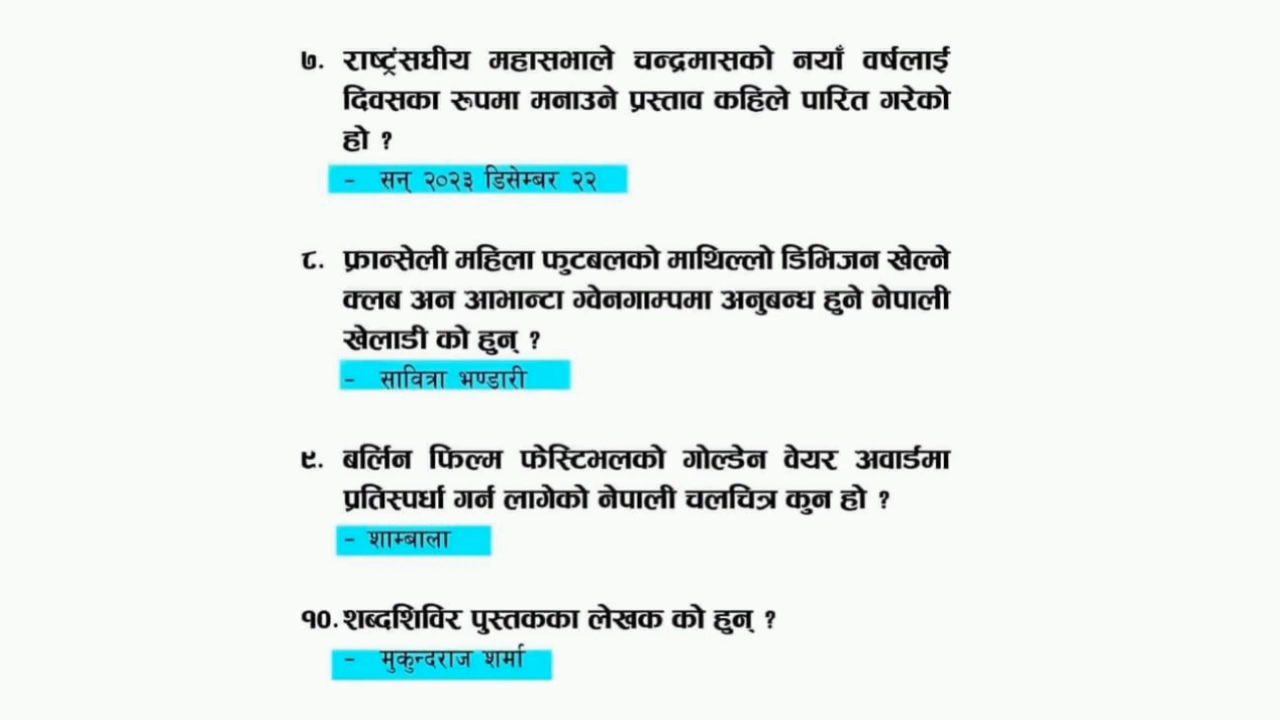 ७. राष्ट्रंसघीय महासभाले चन्द्रमासको नयाँ वर्षलाई
दिवसका रूपमा मनाउने प्रस्ताव कहिले पारित गरेको
हो ?
- सन् २०२३ डिसेम्बर २२
८. फ्रान्सेली महिला फुटबलको माथिल्लो डिभिजन खेल्ने
क्लब अन आभान्टा ग्वेनगाम्पमा अनुबन्ध हुने नेपाली
खेलाडी को हुन् ?
- सावित्रा भण्डारी
९. बर्लिन फिल्म फेस्टिभलको गोल्डेन वेयर अवार्डमा
प्रतिस्पर्धा गर्न लागेको नेपाली चलचित्र कुन हो ?
- शाम्बाला
१०. शब्दशिविर पुस्तकका लेखक को हुन् ?
- मुकुन्दराज शर्मा